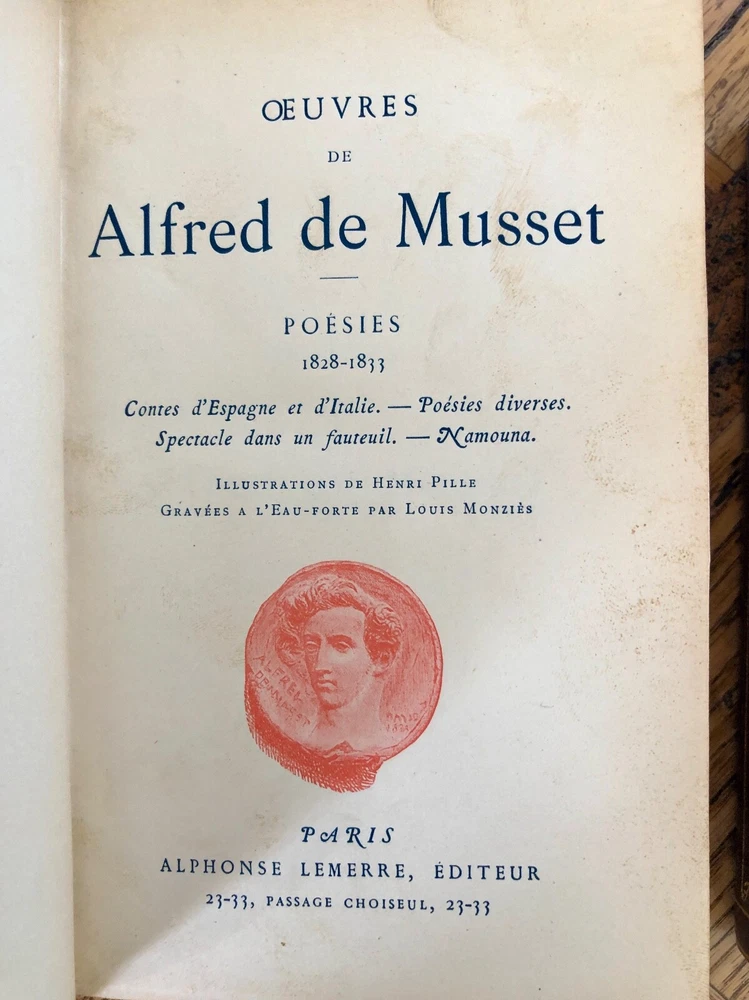 ŒUVRES
DE
Alfred de Musset
POÉSIES
1828-1833
Contes d'Espagne et d'Italie. — Poésies diverses.
Spectacle dans un fauteuil. — Namouna.
ILLUSTRATIONS DE HENRI PILLE
GRAVÉES A L'EAU-FORTE PAR LOUIS MONZIÈS
ALFRED
PARIS
ALPHONSE LEMERRE, ÉDITEUR
23-33, PASSAGE CHOISEUL, 23-33